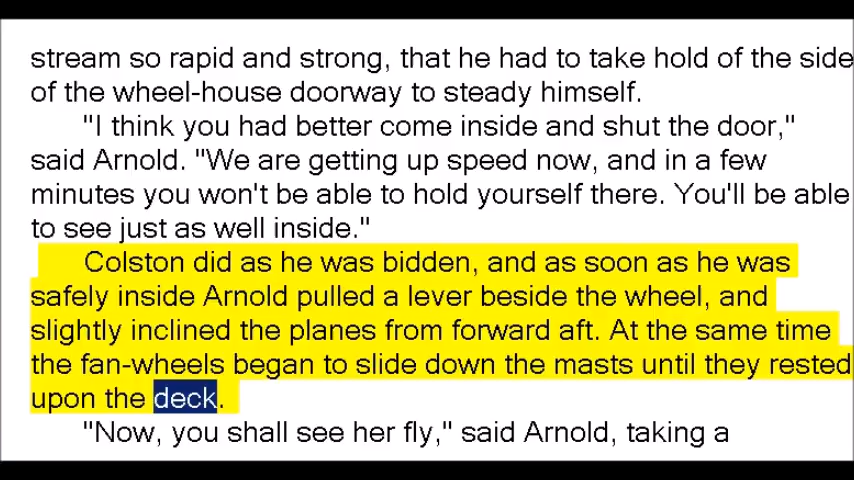 stream so rapid and strong, that he had to take hold of the side
of the wheel-house doorway to steady himself.
"I think you had better come inside and shut the door,"
said Arnold. "We are getting up speed now, and in a few
minutes you won't be able to hold yourself there. You'll be able
to see just as well inside."
Colston did as he was bidden, and as soon as he was
safely inside Arnold pulled a lever beside the wheel, and
slightly inclined the planes from forward aft. At the same time
the fan-wheels began to slide down the masts until they rested
upon the deck.
"Now, you shall see her fly," said Arnold, taking a